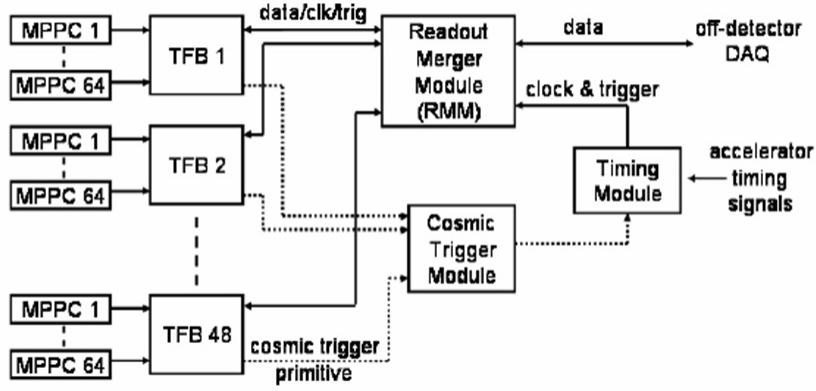 MPPC 1
MPPC 64
TFB 1
data/clk/trig
Readout
Merger
Module
(RMM)
data
off-detector
DAQ
clock & trigger
MPPC 1
MPPC 64
TFB 2
Timing
Module
accelerator
timing
signals
Cosmic
Trigger
Module
MPPC 1
MPPC 64
TFB 48
cosmic trigger
primitive